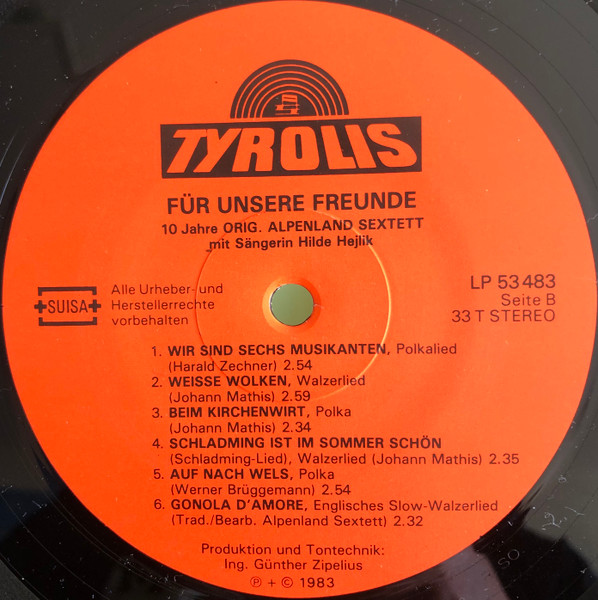 TYROLIS
FÜR UNSERE FREUNDE
10 Jahre ORIG. ALPENLAND SEXTETT
mit Sängerin Hilde Hejlik
SUISA
Alle Urheber- und
Herstellerrechte
vorbehalten
LP 53 483
Seite B
33 T STEREO
1. WIR SIND SECHS MUSIKANTEN, Polkalied
(Harald Zechner) 2.54
2. WEISSE WOLKEN, Walzerlied
(Johann Mathis) 2.59
3. BEIM KIRCHENWIRT, Polka
(Johann Mathis) 2.34
4. SCHLADMING IST IM SOMMER SCHÖN
(Schladming-Lied), Walzerlied (Johann Mathis) 2.35
5. AUF NACH WELS, Polka
(Werner Brüggemann) 2.54
6. GONOLA D'AMORE, Englisches Slow-Walzerlied
(Trad./Bearb. Alpenland Sextett) 2.32
Produktion und Tontechnik:
Ing. Günther Zipelius
℗ + © 1983